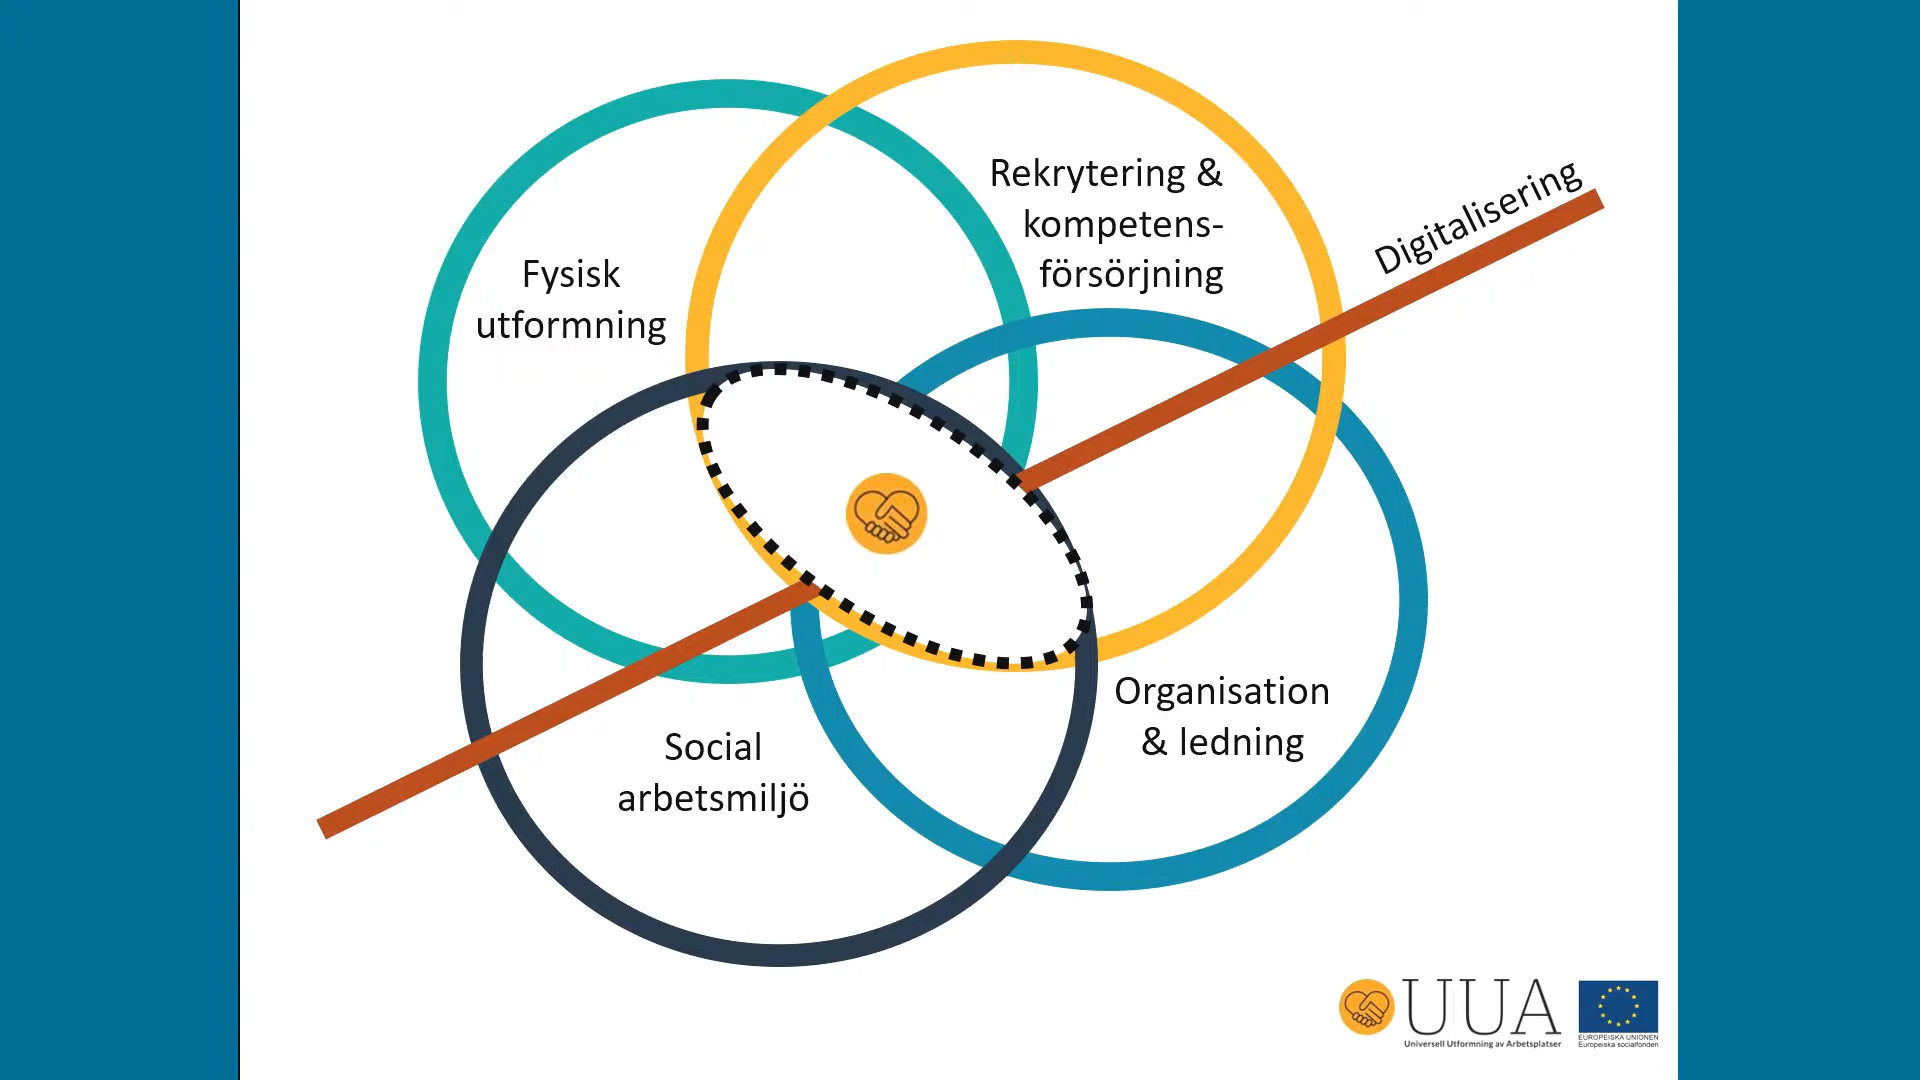 Rekrytering &
kompetens-
försörjning
Digitalisering
Fysisk
utformning
Organisation
& ledning
Social
arbetsmiljö
UUA
Universell Utformning av Arbetsplatser
EUROPEISKA UNIONEN
Europeiska socialfonden